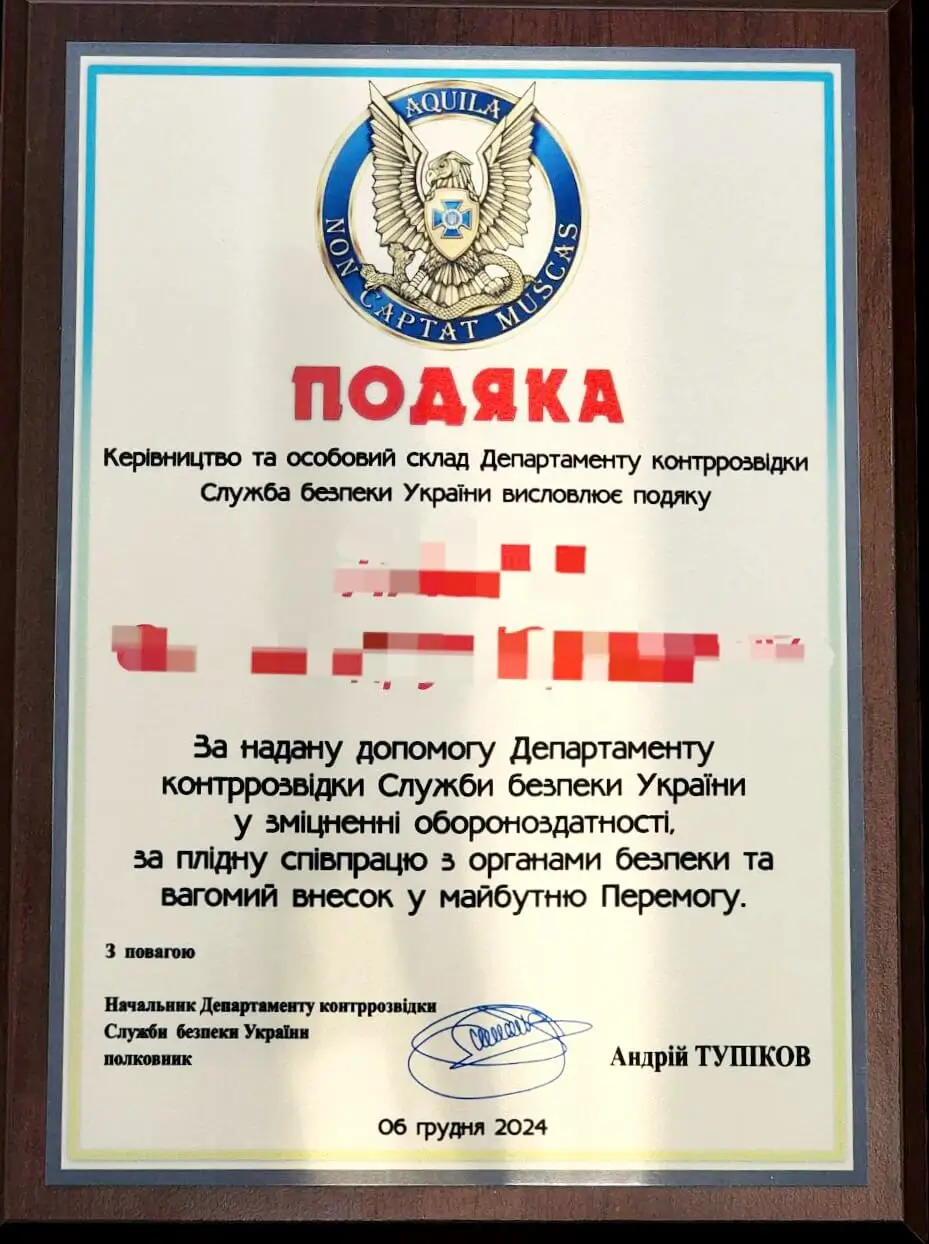 AQUILA
NON CAPTAT MUSCAS
ПОДЯКА
Керівництво та особовий склад Департаменту контррозвідки
Служба безпеки України висловлює подяку
За надану допомогу Департаменту
контррозвідки Служби безпеки України
у зміцненні обороноздатності,
за плідну співпрацю з органами безпеки та
вагомий внесок у майбутню Перемогу.
З повагою
Начальник Департаменту контррозвідки
Служби безпеки України
полковник
Андрій ТУПІКОВ
06 грудня 2024